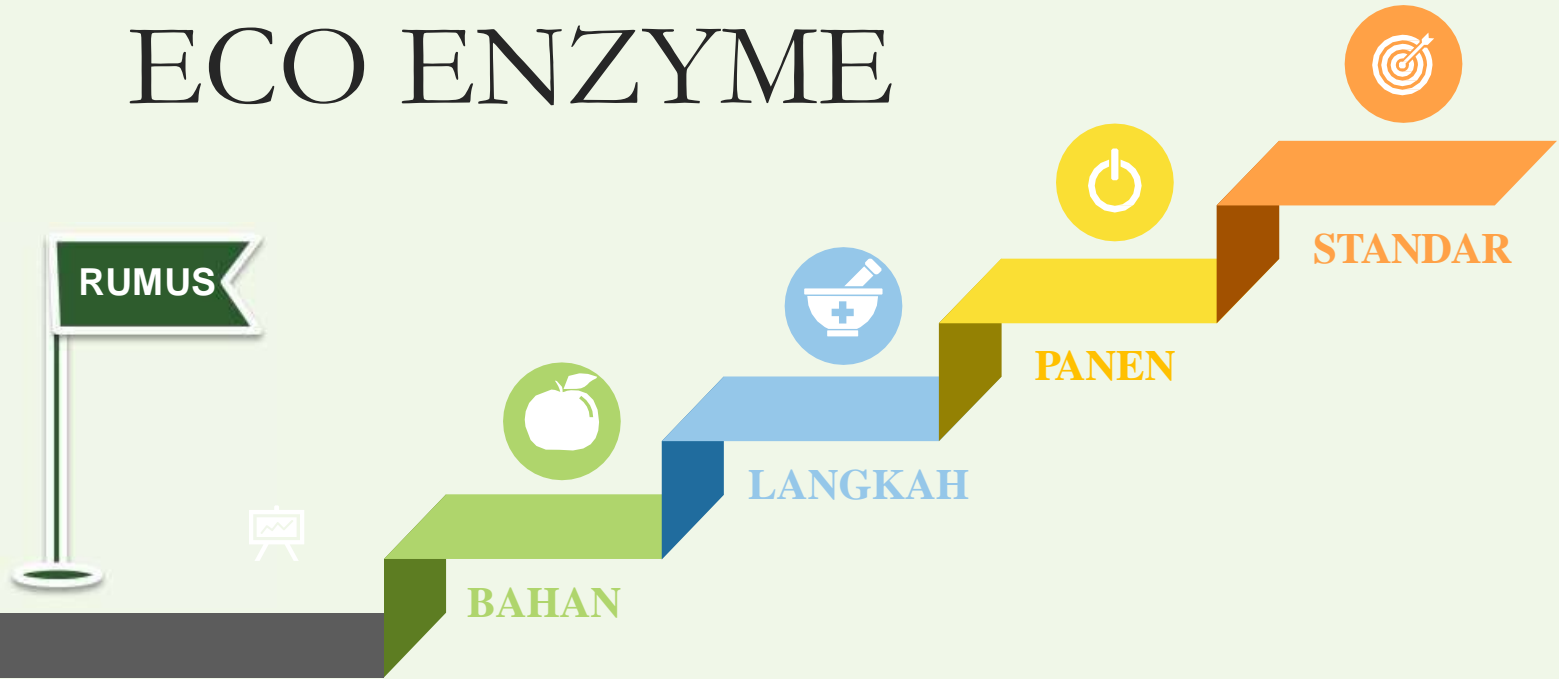 ECO ENZYME
RUMUS
BAHAN
LANGKAH
PANEN
STANDAR